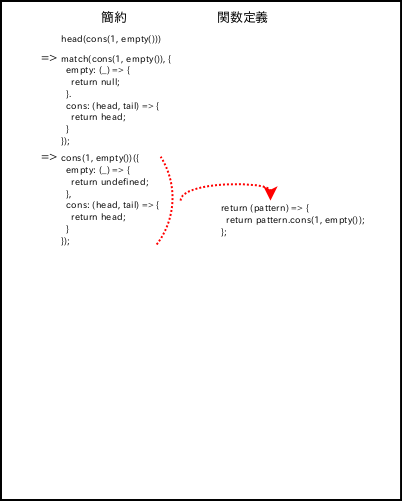 簡約
関数定義
head(cons(1, empty()))
=> match(cons(1, empty()), {
empty: (_) => {
return null;
}.
cons: (head, tail) => {
return head;
}
});
=> cons(1, empty())({
empty: (_) => {
return undefined;
},
cons: (head, tail) => {
return head;
}
});
return (pattern) => {
return pattern.cons(1, empty());
};